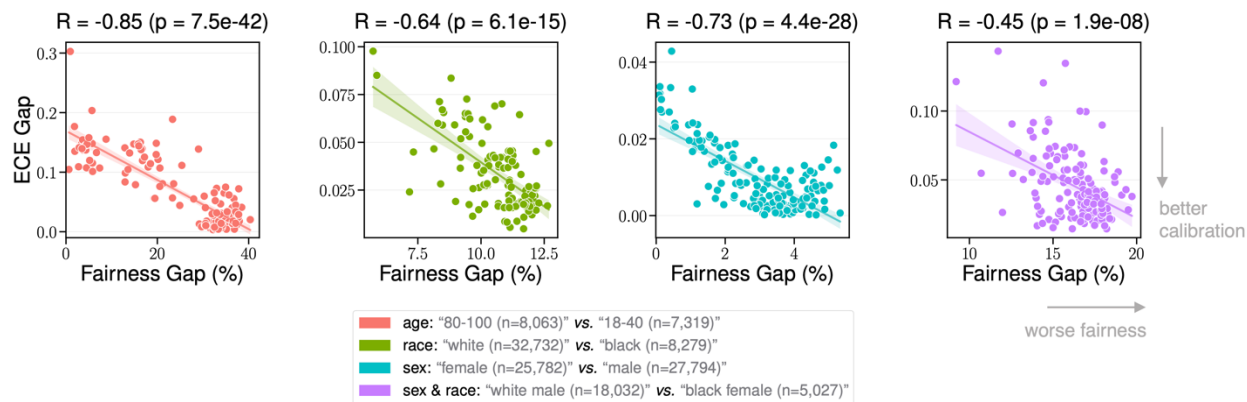 R = -0.85 (p = 7.5e-42)
R = -0.64 (p = 6.1e-15)
R = -0.73 (p = 4.4e-28)
R = -0.45 (p = 1.9e-08)
ECE Gap
0.3
0.2
0.1
0.0
0
20
40
Fairness Gap (%)
0.100
0.075
0.050
0.025
7.5
10.0
12.5
Fairness Gap (%)
0.04
0.02
0.00
0
2
4
Fairness Gap (%)
0.10
0.05
10
15
20
Fairness Gap (%)
better
calibration
worse fairness
age: “80-100 (n=8,063)” vs. “18-40 (n=7,319)”
race: “white (n=32,732)” vs. “black (n=8,279)”
sex: “female (n=25,782)” vs. “male (n=27,794)”
sex & race: “white male (n=18,032)” vs. “black female (n=5,027)”